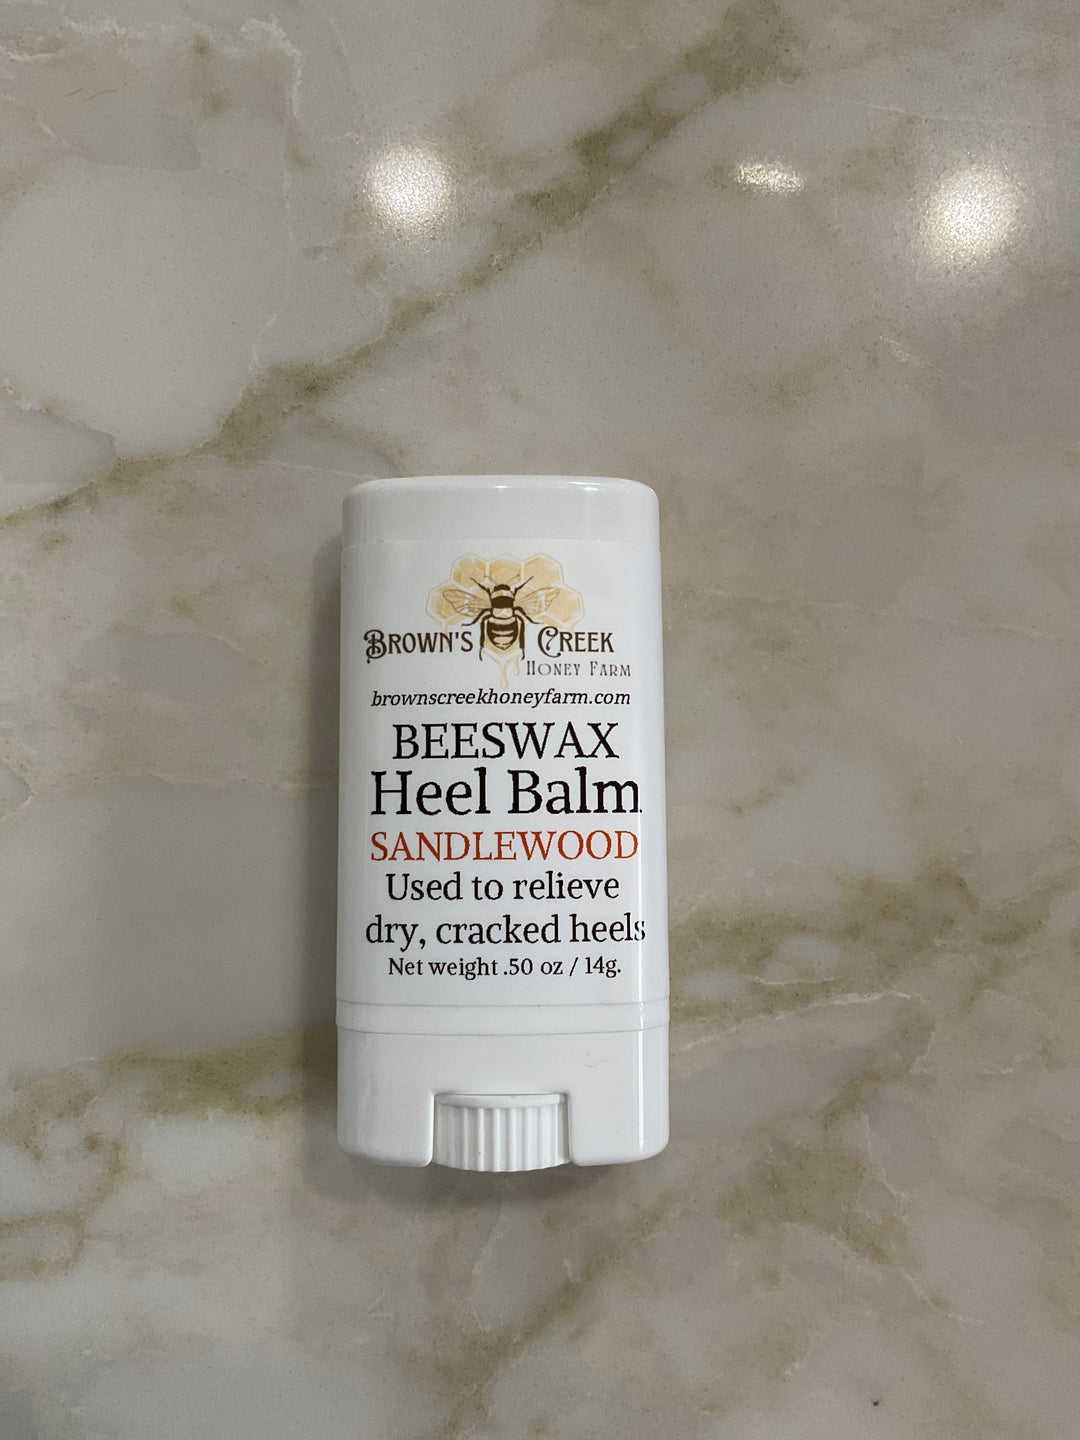 BROWN'S CREEK
HONEY FARM
brownscreekhoneyfarm.com
BEESWAX
Heel Balm
SANDLEWOOD
Used to relieve
dry, cracked heels
Net weight .50 oz / 14g.